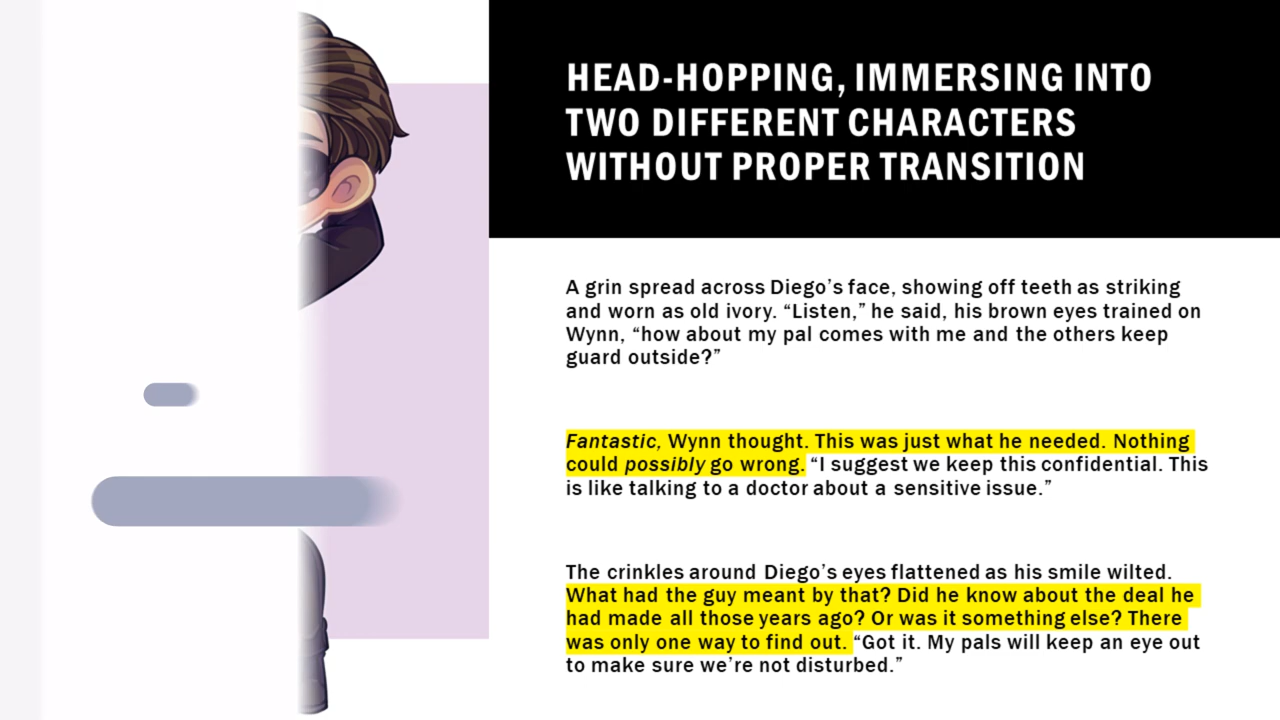 HEAD-HOPPING, IMMERSING INTO
TWO DIFFERENT CHARACTERS
WITHOUT PROPER TRANSITION
A grin spread across Diego’s face, showing off teeth as striking
and worn as old ivory. “Listen,” he said, his brown eyes trained on
Wynn, “how about my pal comes with me and the others keep
guard outside?”
Fantastic, Wynn thought. This was just what he needed. Nothing
could possibly go wrong. “I suggest we keep this confidential. This
is like talking to a doctor about a sensitive issue.”
The crinkles around Diego’s eyes flattened as his smile wilted.
What had the guy meant by that? Did he know about the deal he
had made all those years ago? Or was it something else? There
was only one way to find out. “Got it. My pals will keep an eye out
to make sure we’re not disturbed.”